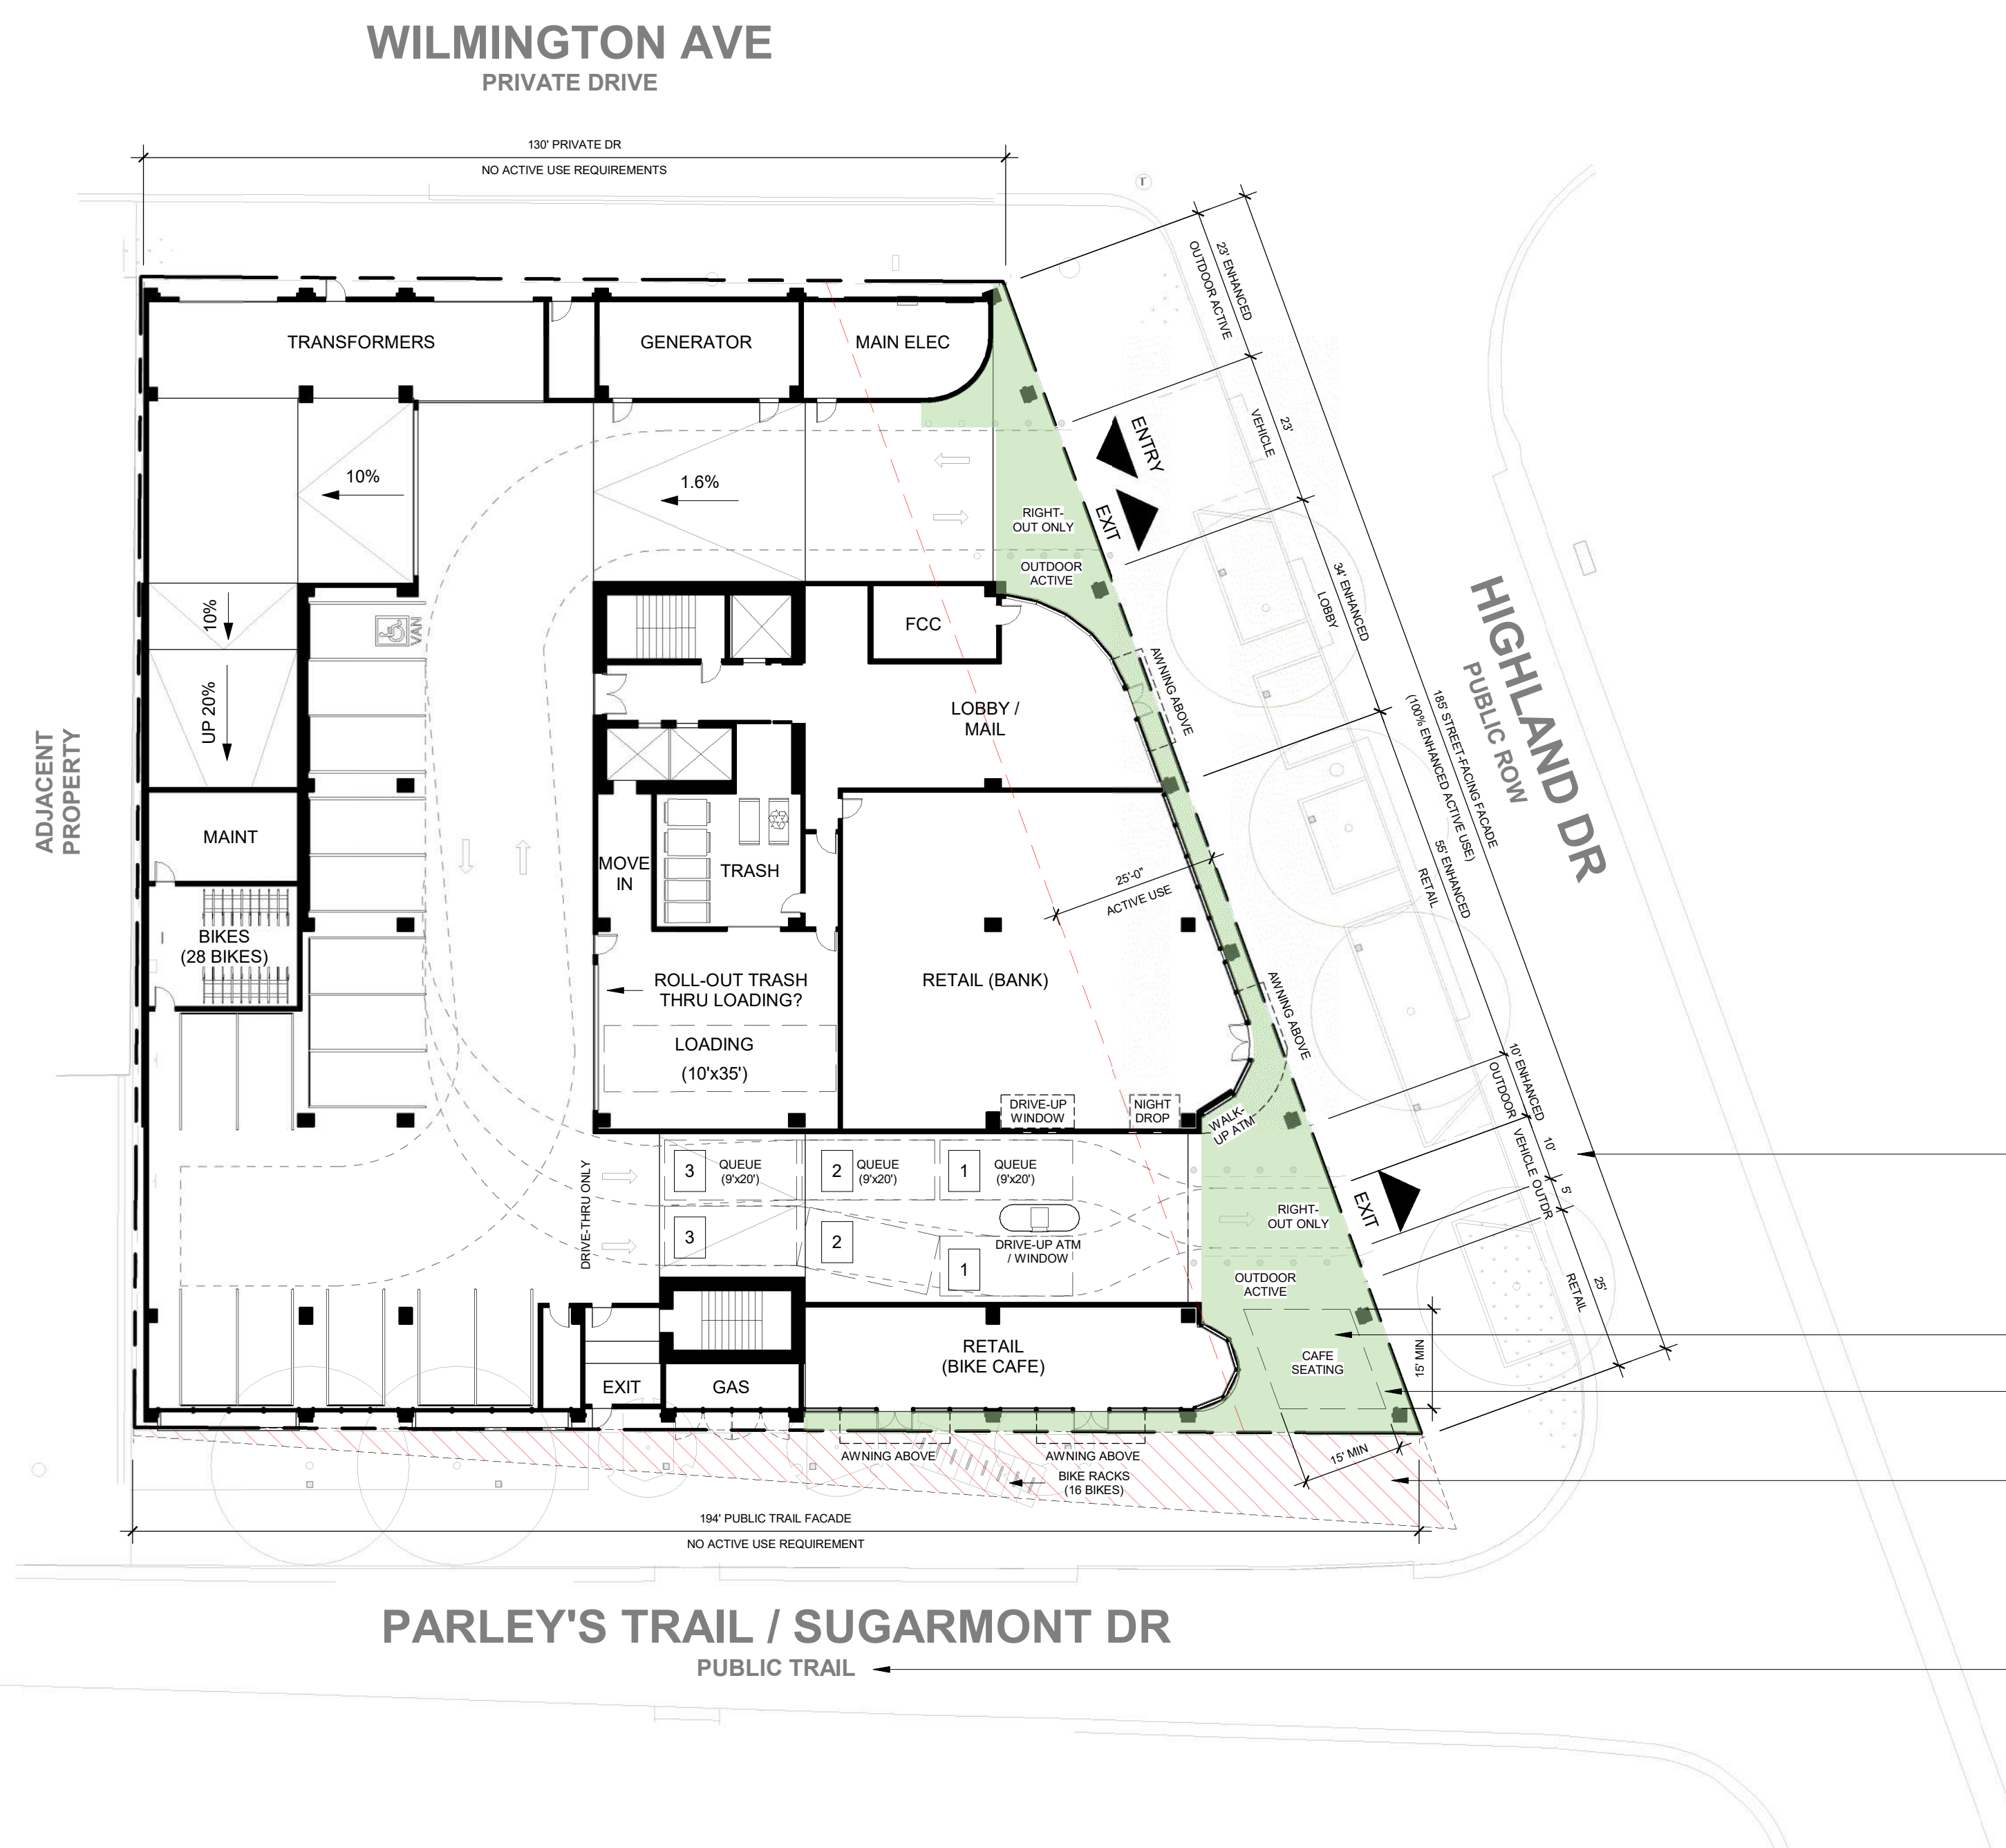 WILMINGTON AVE
PRIVATE DRIVE
130' PRIVATE DR
NO ACTIVE USE REQUIREMENTS
T
23' ENHANCED
OUTDOOR ACTIVE
TRANSFORMERS
GENERATOR
MAIN ELEC
23'
VEHICLE
ENTRY
EXIT
10%
1.6%
RIGHT-
OUT ONLY
OUTDOOR
ACTIVE
34' ENHANCED
LOBBY
HIGHLAND DR
PUBLIC ROW
185' STREET-FACING FACADE
(100% ENHANCED ACTIVE USE)
10%
VAN
FCC
UP 20%
LOBBY /
MAIL
AWNING ABOVE
ADJACENT
PROPERTY
MAINT
MOVE
IN
TRASH
25'-0"
ACTIVE USE
55' ENHANCED
RETAIL
BIKES
(28 BIKES)
ROLL-OUT TRASH
THRU LOADING?
RETAIL (BANK)
AWNING ABOVE
LOADING
(10'x35')
DRIVE-UP
WINDOW
NIGHT
DROP
WALK-
UP ATM
10' ENHANCED
OUTDOOR
10'
VEHICLE
5'
OUTDR
DRIVE-THRU ONLY
3
QUEUE
(9'x20')
2
QUEUE
(9'x20')
1
QUEUE
(9'x20')
3
2
1
DRIVE-UP ATM
/ WINDOW
RIGHT-
OUT ONLY
EXIT
OUTDOOR
ACTIVE
25'
RETAIL
RETAIL
(BIKE CAFE)
CAFE
SEATING
15' MIN
EXIT
GAS
AWNING ABOVE
AWNING ABOVE
15' MIN
BIKE RACKS
(16 BIKES)
194' PUBLIC TRAIL FACADE
NO ACTIVE USE REQUIREMENT
PARLEY'S TRAIL / SUGARMONT DR
PUBLIC TRAIL